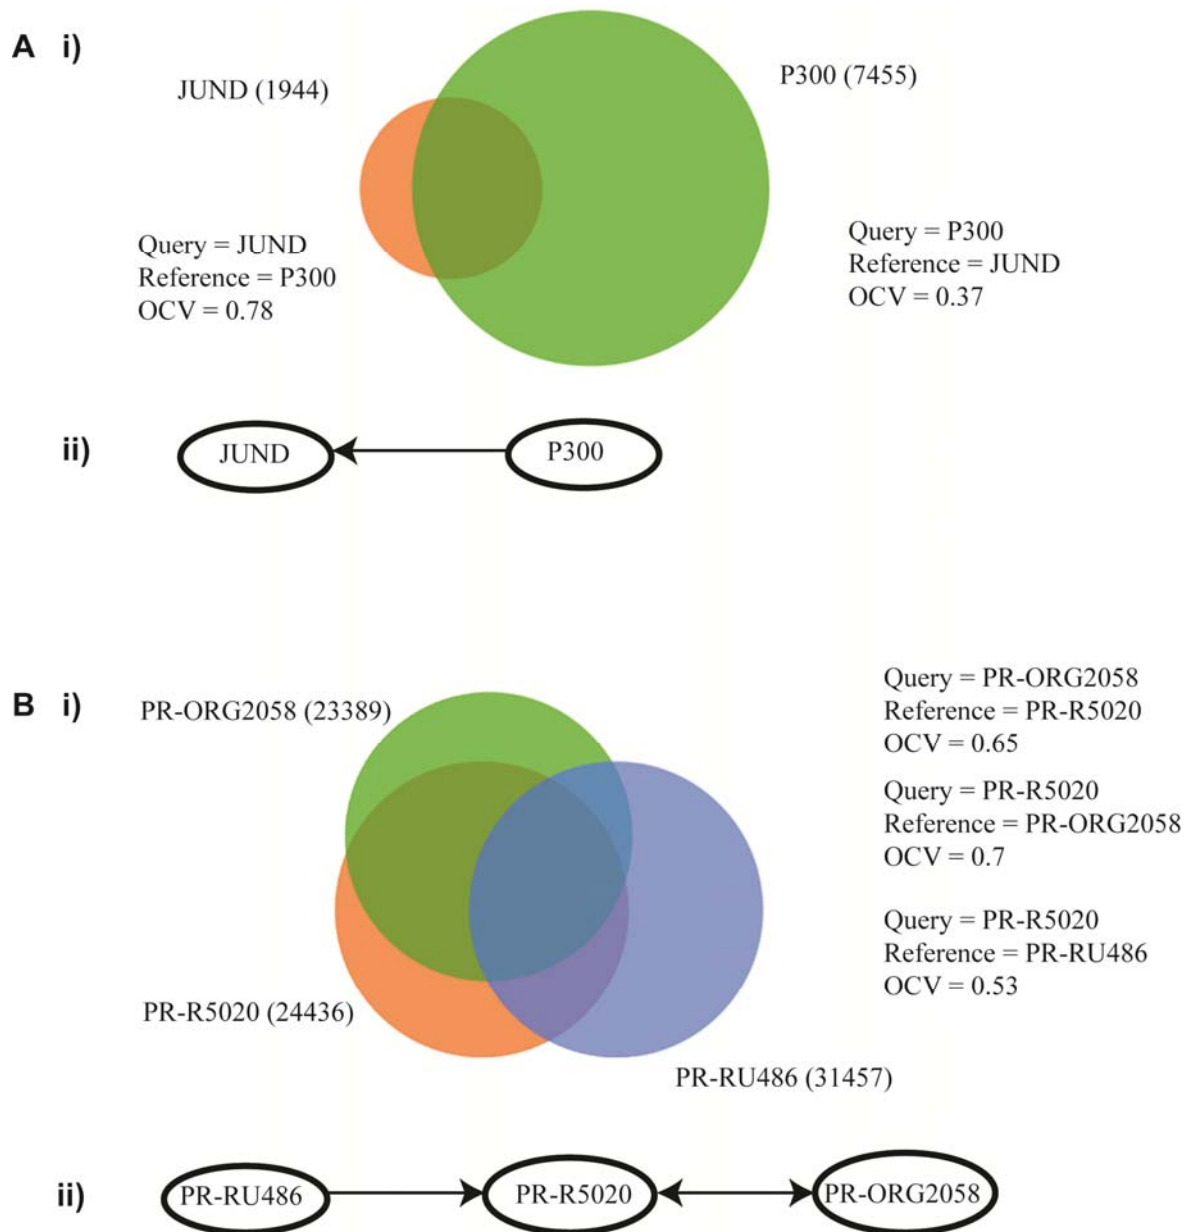 A i)
JUND (1944)
P300 (7455)
Query = JUND
Reference = P300
OCV = 0.78
Query = P300
Reference = JUND
OCV = 0.37
ii)
JUND
P300
B i)
PR-ORG2058 (23389)
Query = PR-ORG2058
Reference = PR-R5020
OCV = 0.65
Query = PR-R5020
Reference = PR-ORG2058
OCV = 0.7
Query = PR-R5020
Reference = PR-RU486
OCV = 0.53
PR-R5020 (24436)
PR-RU486 (31457)
ii)
PR-RU486
PR-R5020
PR-ORG2058